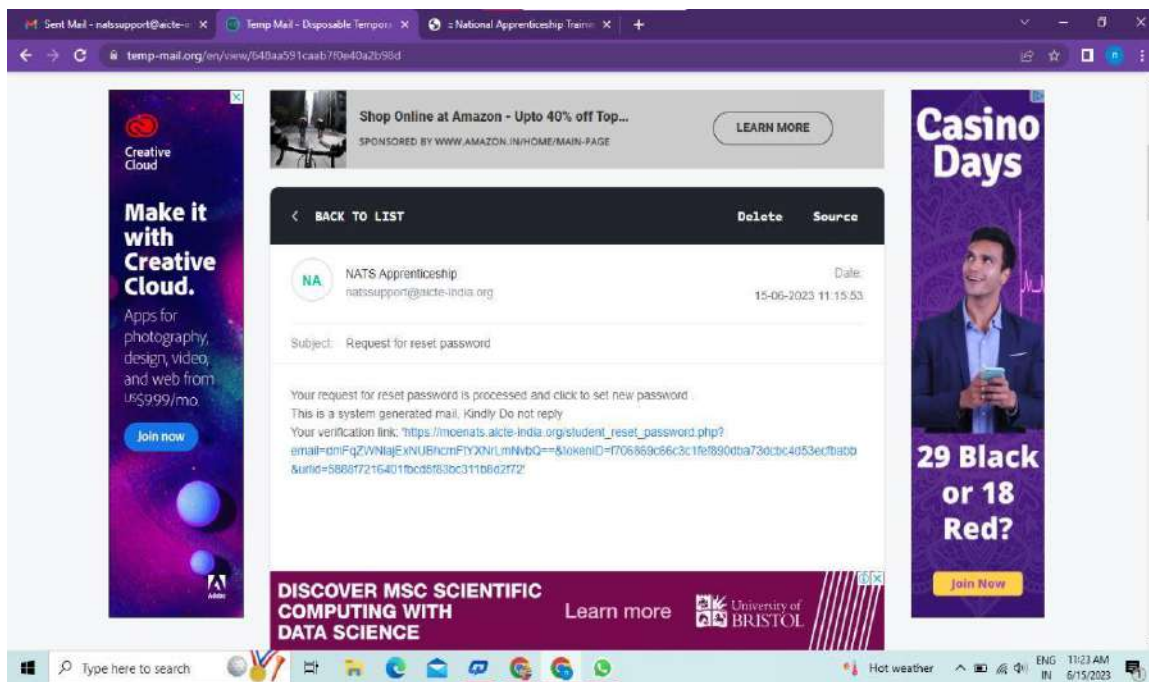 Sent Mail - natssupport@aicte-i
Temp Mail - Disposable Tempora
:: National Apprenticeship Trainin
temp-mail.org/en/view/648aa591caab7f0e40a2b98d
Creative
Cloud
Make it
with
Creative
Cloud.
Apps for
photography,
design, video,
and web from
US$9.99/mo.
Join now
Adobe
Shop Online at Amazon - Upto 40% off Top...
SPONSORED BY WWW.AMAZON.IN/HOME/MAIN-PAGE
LEARN MORE
BACK TO LIST
Delete
Source
NA
NATS Apprenticeship
natssupport@aicte-india.org
Date:
15-06-2023 11:15:53
Subject: Request for reset password
Your request for reset password is processed and click to set new password .
This is a system generated mail, Kindly Do not reply
Your verification link: "https://moenats.aicte-india.org/student_reset_password.php?
DISCOVER MSC SCIENTIFIC
COMPUTING WITH
DATA SCIENCE
Learn more
University of
BRISTOL
Casino
Days
29 Black
or 18
Red?
Join Now
Type here to search
Hot weather
ENG
IN
11:23 AM
6/15/2023